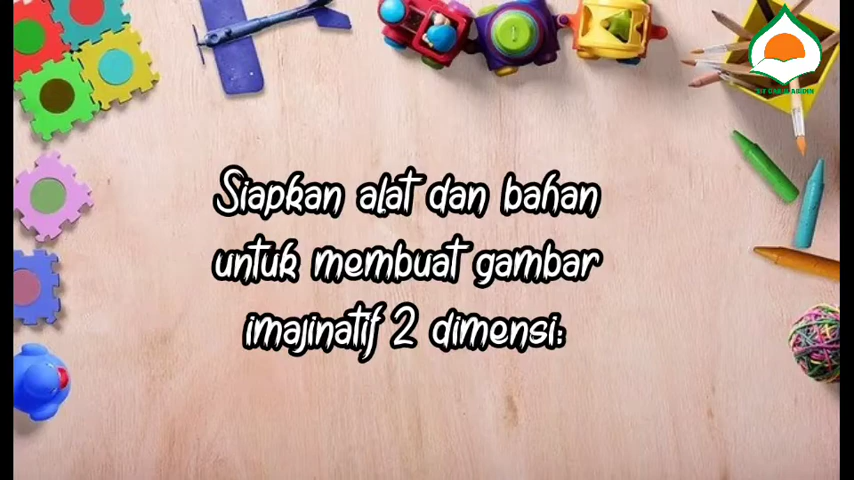 Siapkan alat dan bahan
untuk membuat gambar
imajinatif 2 dimensi: